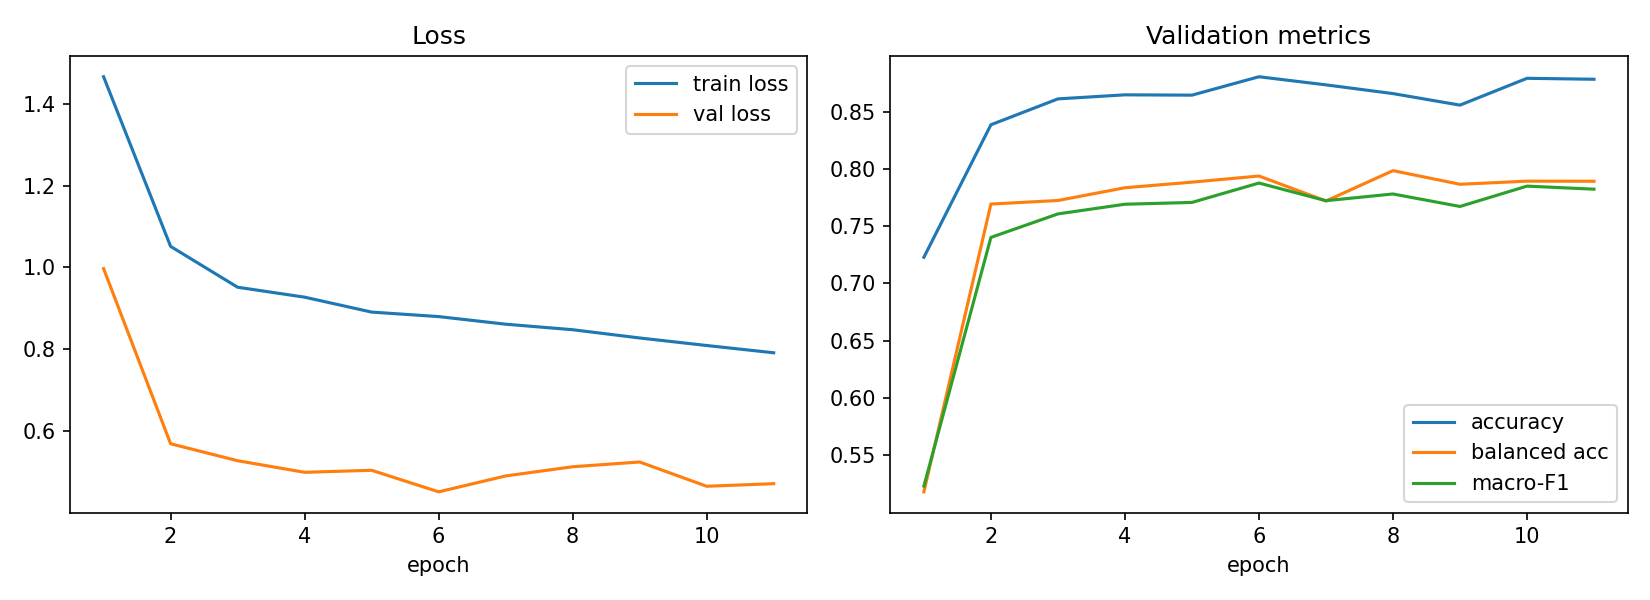 Loss
1.4
1.2
1.0
0.8
0.6
2 4 6 8 10
epoch
train loss
val loss
Validation metrics
0.85
0.80
0.75
0.70
0.65
0.60
0.55
2 4 6 8 10
epoch
accuracy
balanced acc
macro-F1